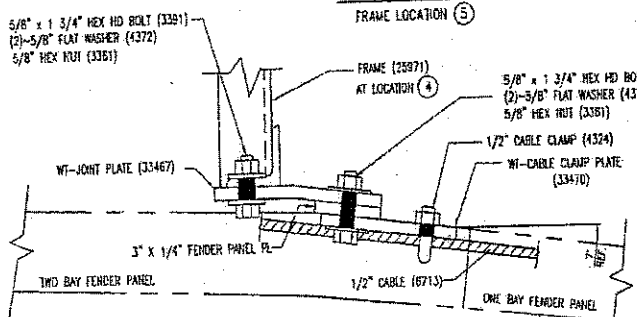 FRAME LOCATION 5
5/8" x 1 3/4" HEX HD BOLT (3391)
(2)-5/8" FLAT WASHER (4372)
5/8" HEX NUT (3361)
FRAME (25971)
AT LOCATION 4
5/8" x 1 3/4" HEX HD BO
(2)-5/8" FLAT WASHER (437
5/8" HEX NUT (3361)
1/2" CABLE CLAMP (4324)
WT-JOINT PLATE (33467)
WT-CABLE CLAMP PLATE
(33470)
3" X 1/4" FENDER PANEL PL
7°
REF
TWO BAY FENDER PANEL
1/2" CABLE (6713)
ONE BAY FENDER PANEL